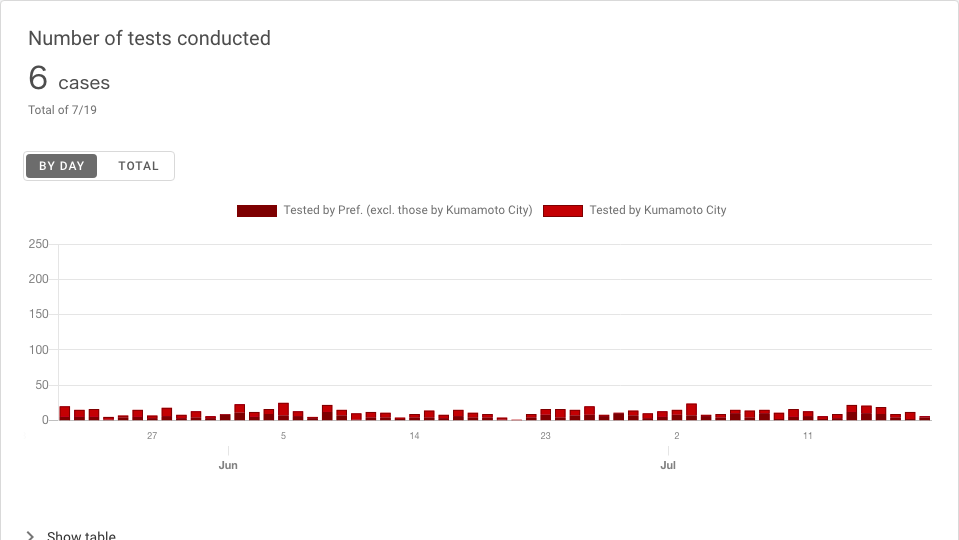 Number of tests conducted
6 cases
Total of 7/19
BY DAY TOTAL
Tested by Pref. (excl. those by Kumamoto City) Tested by Kumamoto City
250
200
150
100
50
0
27 5 14 23 2 11
Jun Jul
Show table